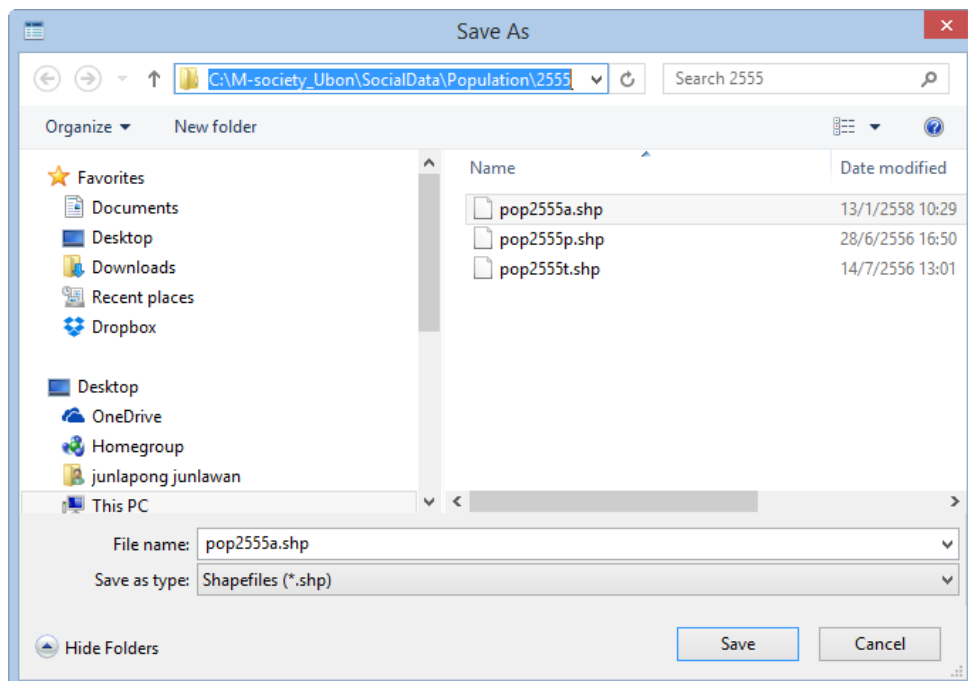 Save As
C:\M-society_Ubon\SocialData\Population\2555
Search 2555
Organize
New folder
Favorites
Documents
Desktop
Downloads
Recent places
Dropbox
Desktop
OneDrive
Homegroup
junlapong junlawan
This PC
Name
Date modified
pop2555a.shp
13/1/2558 10:29
pop2555p.shp
28/6/2556 16:50
pop2555t.shp
14/7/2556 13:01
File name:
pop2555a.shp
Save as type:
Shapefiles (*.shp)
Hide Folders
Save
Cancel